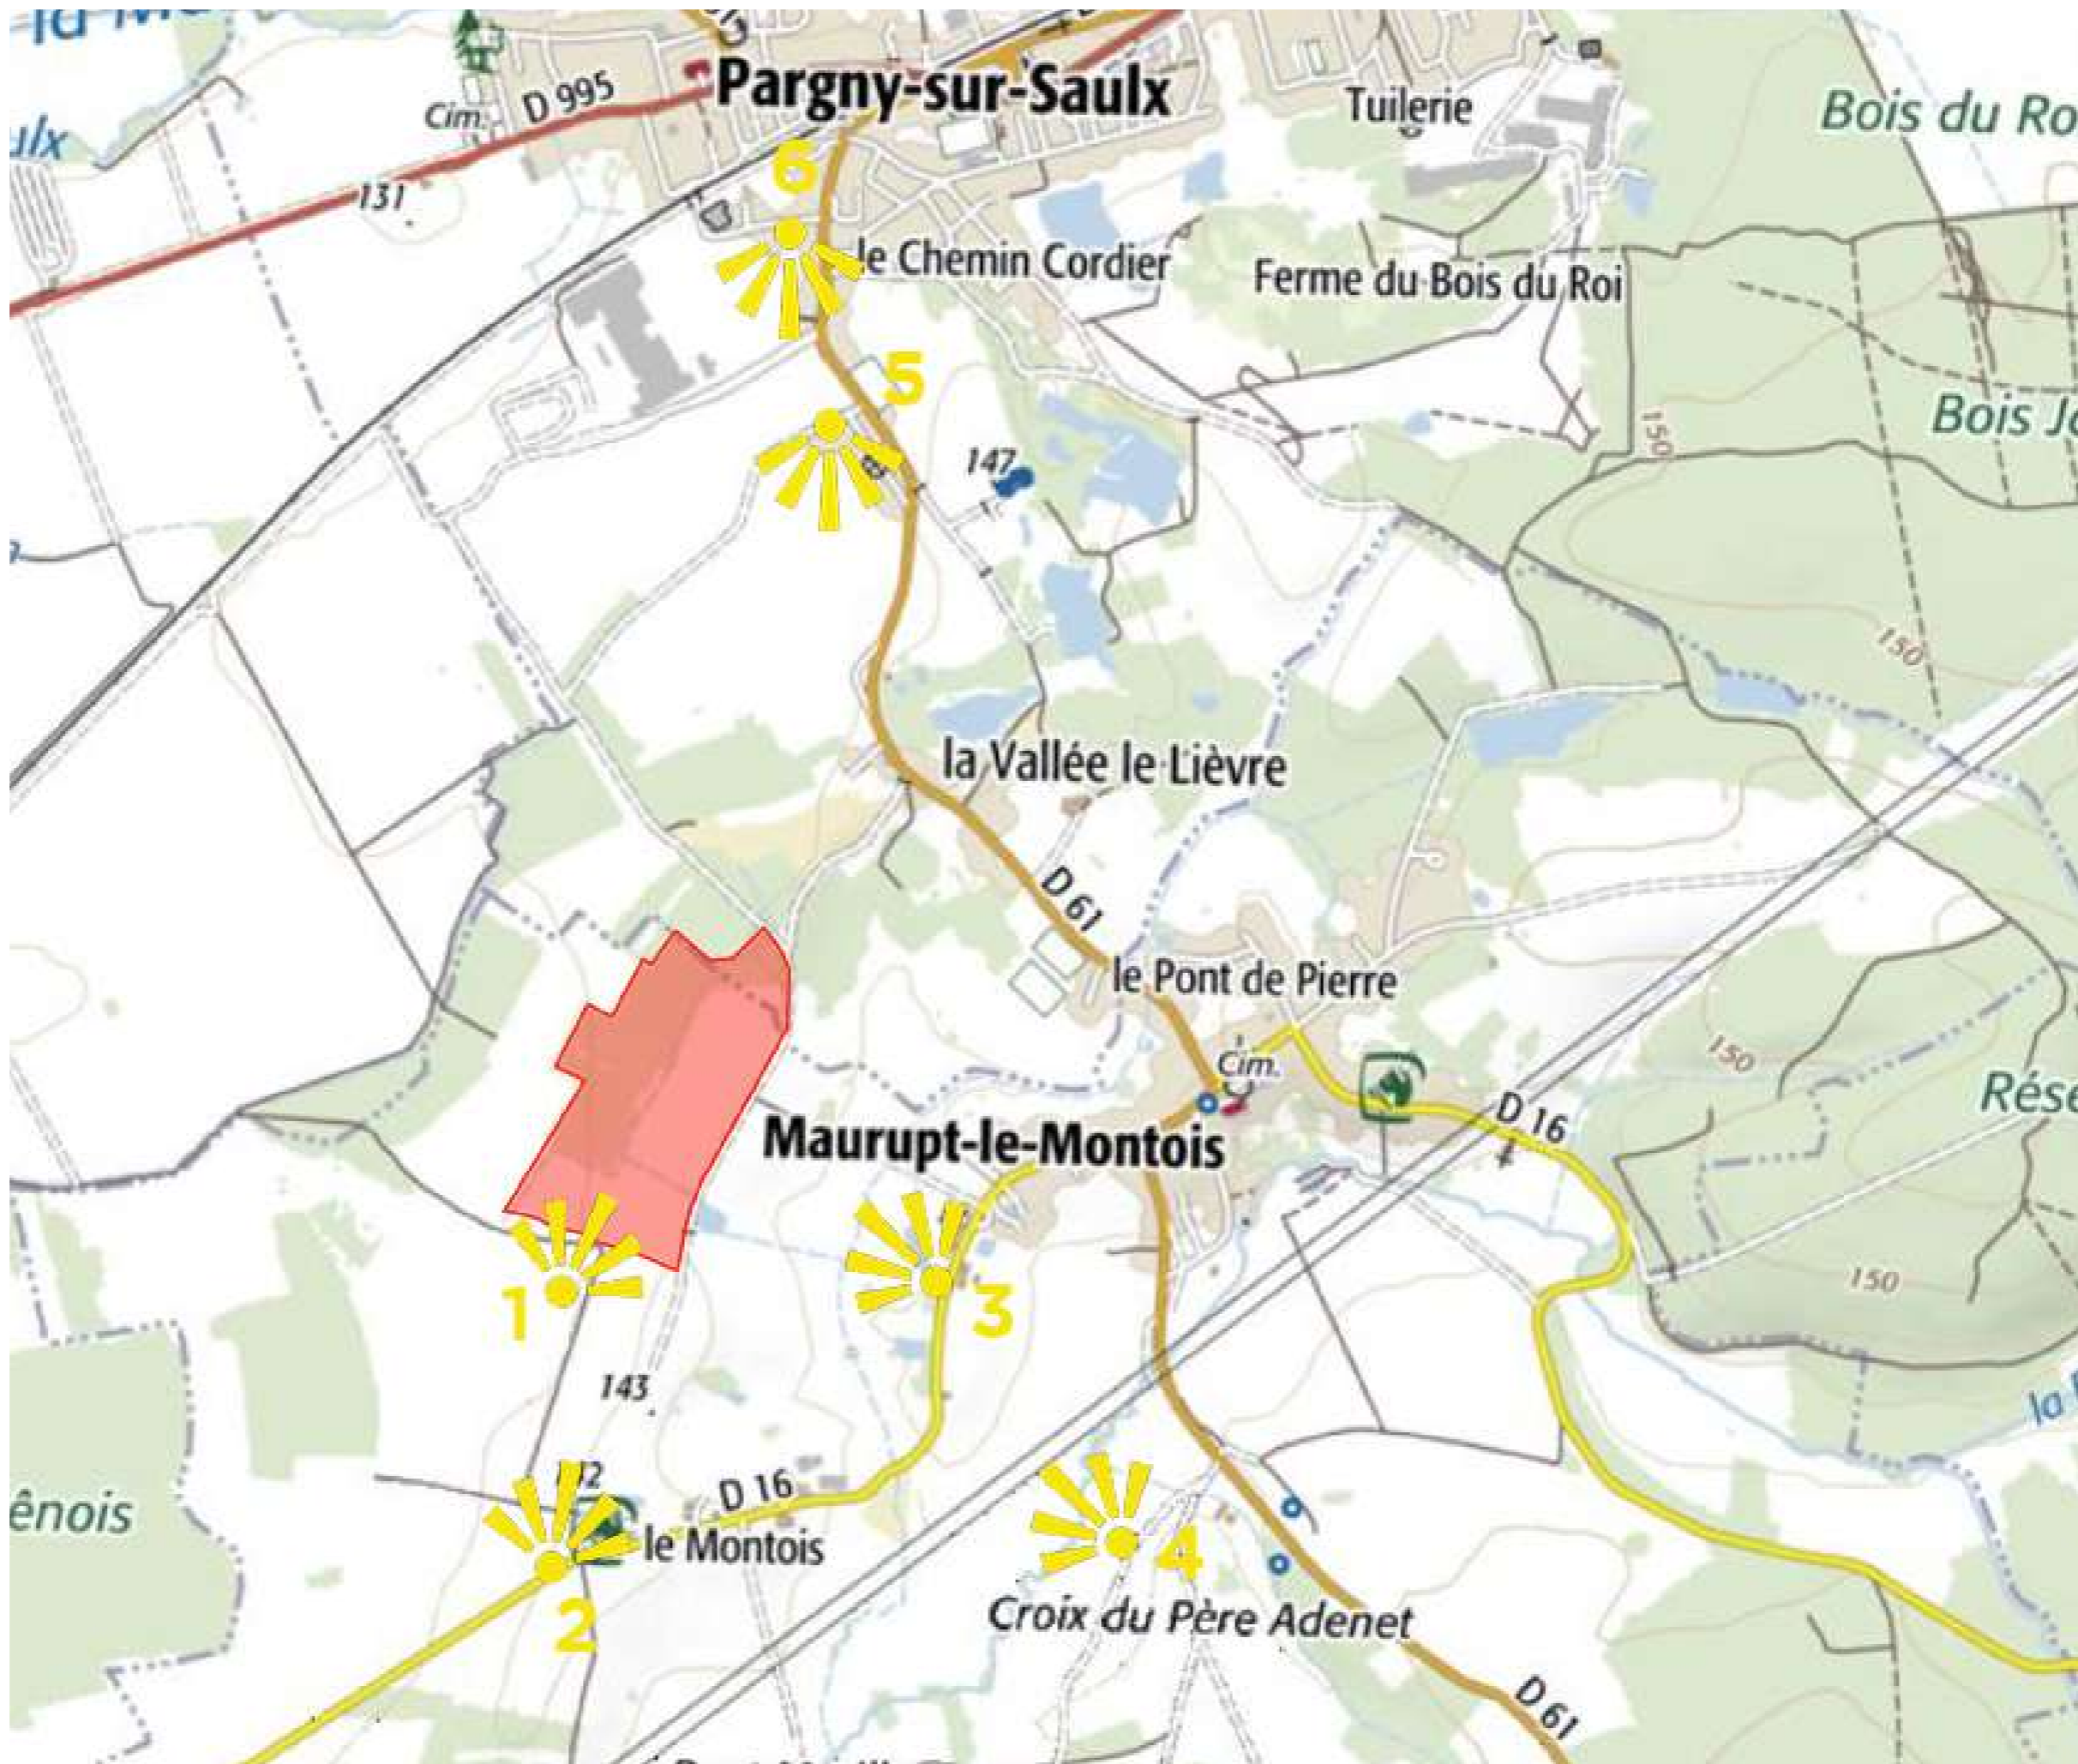 Pargny-sur-Saulx
D 995
Cim.
Tuilerie
Bois du Ro
ulx
131
6
le Chemin Cordier
Ferme du Bois du Roi
5
147
150
Bois Jo
150
la Vallée le Lièvre
D 61
le Pont de Pierre
Cim.
150
Rése
D 16
Maurupt-le-Montois
1
3
150
143
la
D 16
ênois
le Montois
4
2
Croix du Père Adenet
D 61